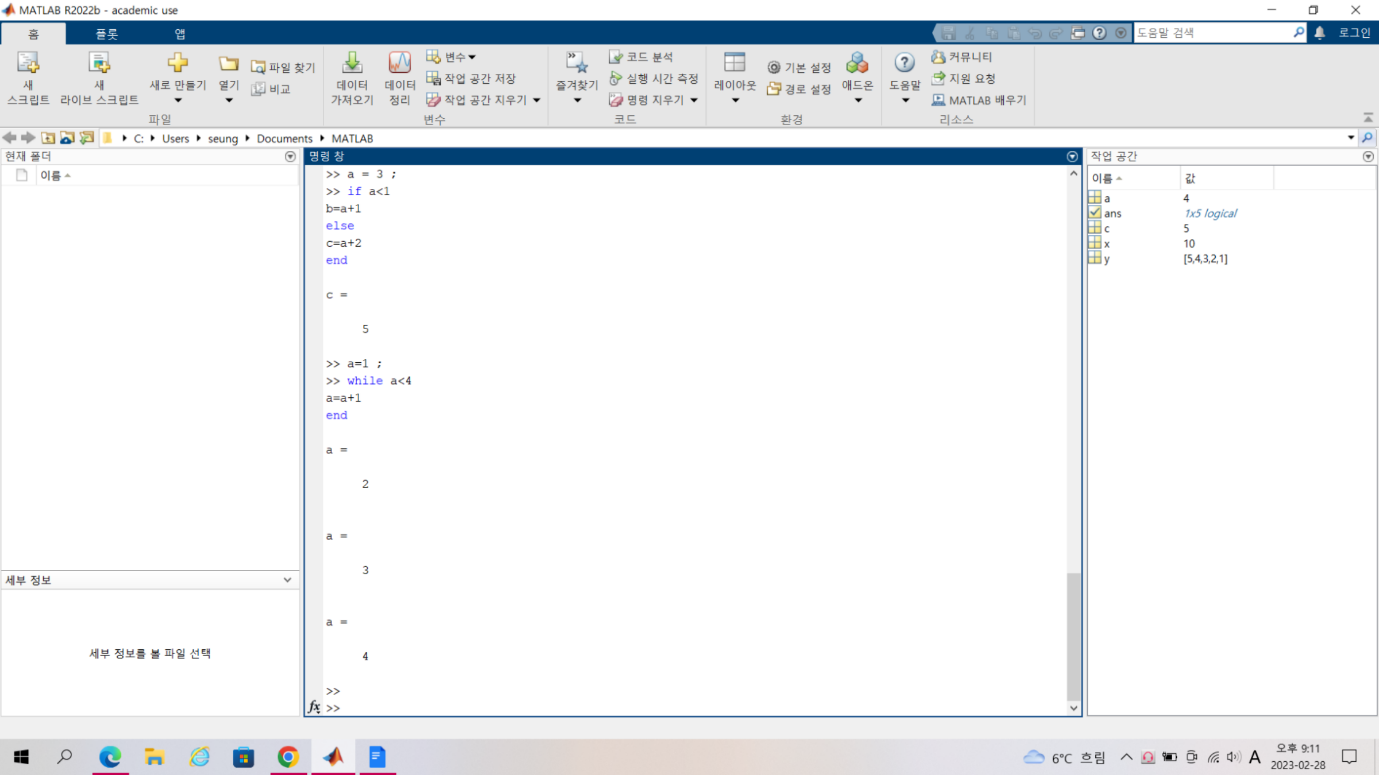 MATLAB R2022b - academic use
홈 플롯 앱
도움말 검색 로그인
새 스크립트
새 라이브 스크립트
새로 만들기
열기
파일 찾기
비교
파일
데이터 가져오기
데이터 정리
변수
작업 공간 저장
작업 공간 지우기
변수
즐겨찾기
코드 분석
실행 시간 측정
명령 지우기
코드
레이아웃
기본 설정
경로 설정
애드온
환경
도움말
커뮤니티
지원 요청
MATLAB 배우기
리소스
C: Users seung Documents MATLAB
현재 폴더
이름
세부 정보
세부 정보를 볼 파일 선택
명령 창
>> a = 3 ;
>> if a<1
b=a+1
else
c=a+2
end
c =
5
>> a=1 ;
>> while a<4
a=a+1
end
a =
2
a =
3
a =
4
>>
fx >>
작업 공간
이름 값
a 4
ans 1x5 logical
c 5
x 10
y [5,4,3,2,1]
6°C 흐림 A 오후 9:11
2023-02-28